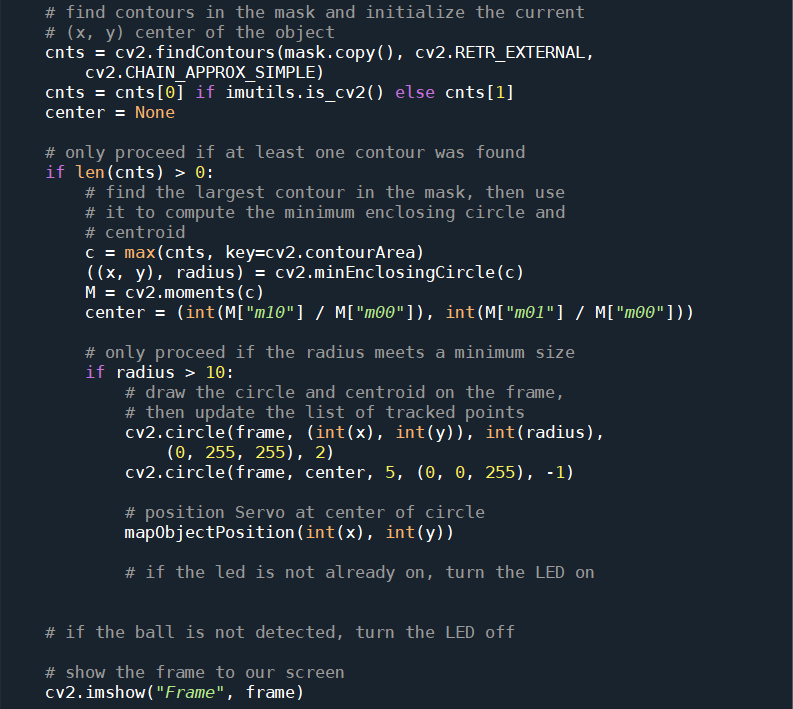 # find contours in the mask and initialize the current
# (x, y) center of the object
cnts = cv2.findContours(mask.copy(), cv2.RETR_EXTERNAL,
    cv2.CHAIN_APPROX_SIMPLE)
cnts = cnts[0] if imutils.is_cv2() else cnts[1]
center = None

# only proceed if at least one contour was found
if len(cnts) > 0:
    # find the largest contour in the mask, then use
    # it to compute the minimum enclosing circle and
    # centroid
    c = max(cnts, key=cv2.contourArea)
    ((x, y), radius) = cv2.minEnclosingCircle(c)
    M = cv2.moments(c)
    center = (int(M["m10"] / M["m00"]), int(M["m01"] / M["m00"]))

    # only proceed if the radius meets a minimum size
    if radius > 10:
        # draw the circle and centroid on the frame,
        # then update the list of tracked points
        cv2.circle(frame, (int(x), int(y)), int(radius),
            (0, 255, 255), 2)
        cv2.circle(frame, center, 5, (0, 0, 255), -1)

        # position Servo at center of circle
        mapObjectPosition(int(x), int(y))

        # if the led is not already on, turn the LED on


# if the ball is not detected, turn the LED off

# show the frame to our screen
cv2.imshow("Frame", frame)